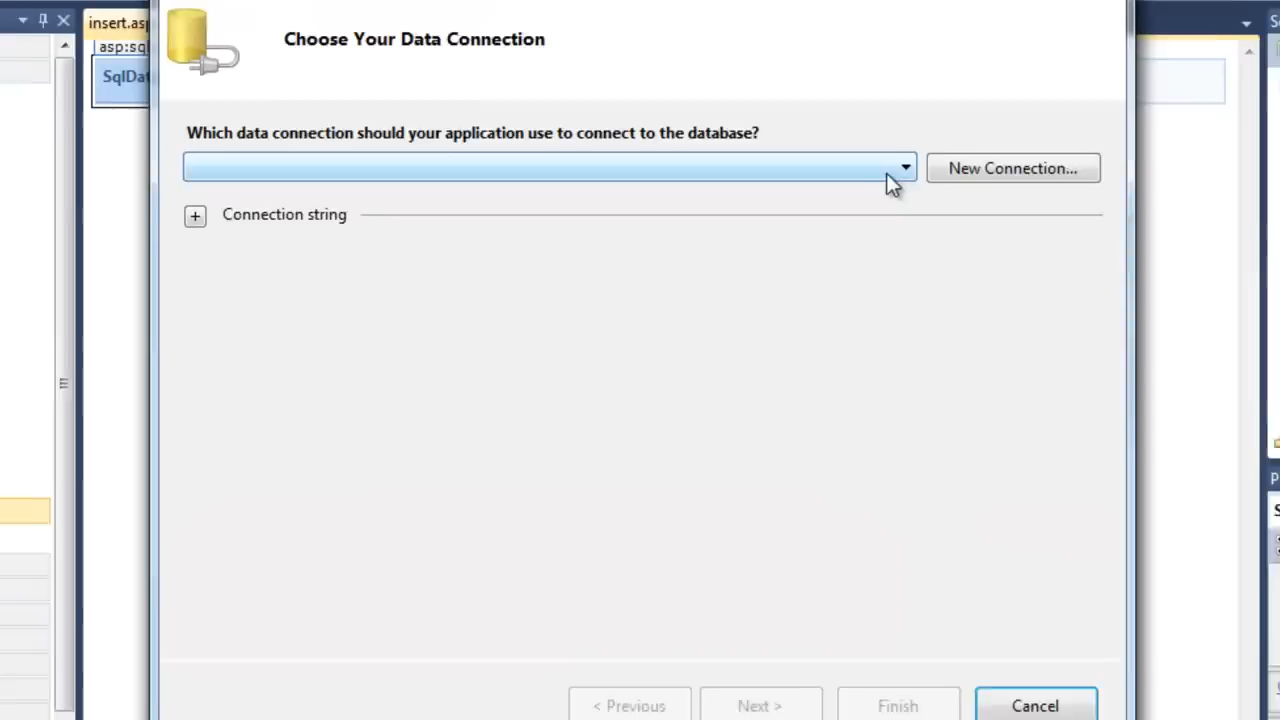 insert.asp
asp:sql
SqlDat
Choose Your Data Connection
Which data connection should your application use to connect to the database?
New Connection...
+ Connection string
< Previous
Next >
Finish
Cancel